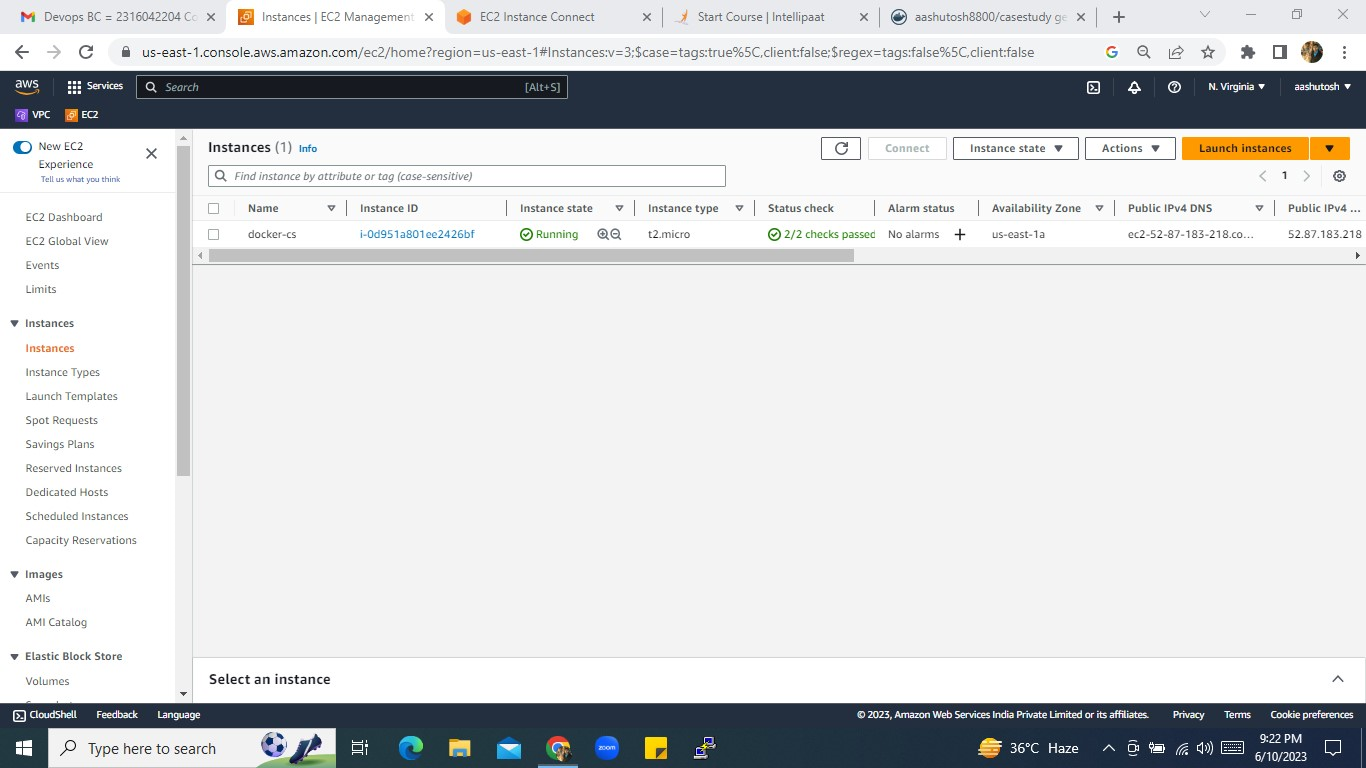 Devops BC = 2316042204 Co
Instances | EC2 Management
EC2 Instance Connect
Start Course | Intellipaat
aashutosh8800/casestudy ge
us-east-1.console.aws.amazon.com/ec2/home?region=us-east-1#Instances:v=3;$case=tags:true%5C,client:false;$regex=tags:false%5C,client:false
aws
Services
Search
[Alt+S]
N. Virginia
aashutosh
VPC
EC2
New EC2
Experience
Tell us what you think
EC2 Dashboard
EC2 Global View
Events
Limits
Instances
Instances
Instance Types
Launch Templates
Spot Requests
Savings Plans
Reserved Instances
Dedicated Hosts
Scheduled Instances
Capacity Reservations
Images
AMIs
AMI Catalog
Elastic Block Store
Volumes
Instances (1) Info
Connect
Instance state
Actions
Launch instances
Find instance by attribute or tag (case-sensitive)
1
Name Instance ID Instance state Instance type Status check Alarm status Availability Zone Public IPv4 DNS Public IPv4 ...
docker-cs i-0d951a801ee2426bf Running t2.micro 2/2 checks passed No alarms us-east-1a ec2-52-87-183-218.co... 52.87.183.218
Select an instance
CloudShell Feedback Language © 2023, Amazon Web Services India Private Limited or its affiliates. Privacy Terms Cookie preferences
Type here to search
zoom
36°C Haze
9:22 PM
6/10/2023